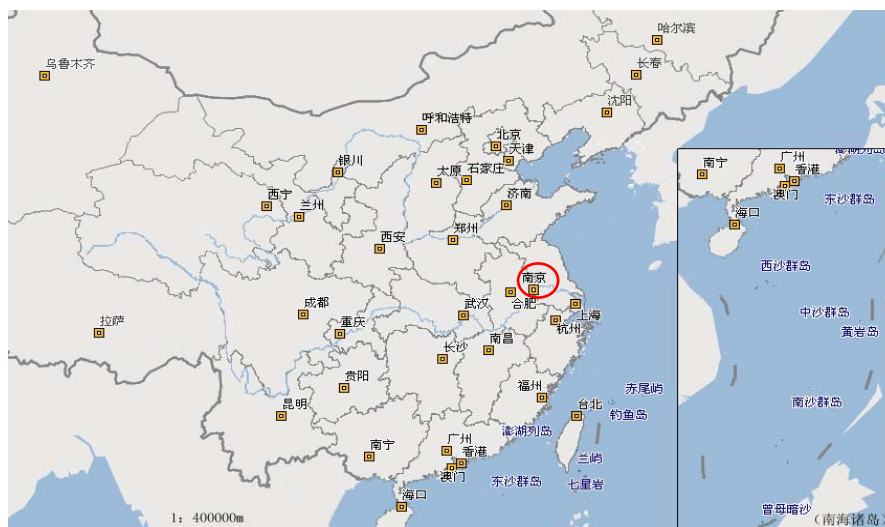 哈尔滨
乌鲁木齐
长春
沈阳
呼和浩特
北京
天津
银川
太原
石家庄
西宁
兰州
济南
西安
郑州
南京
合肥
上海
杭州
成都
重庆
武汉
南昌
长沙
拉萨
贵阳
昆明
福州
赤尾屿
钓鱼岛
台北
澎湖列岛
南宁
广州
香港
澳门
兰屿
东沙群岛
七星岩
海口
1：400000m
澎湖列岛
广州
南宁
香港
澳门
东沙群岛
海口
西沙群岛
中沙群岛
黄岩岛
南沙群岛
曾母暗沙
（南海诸岛）